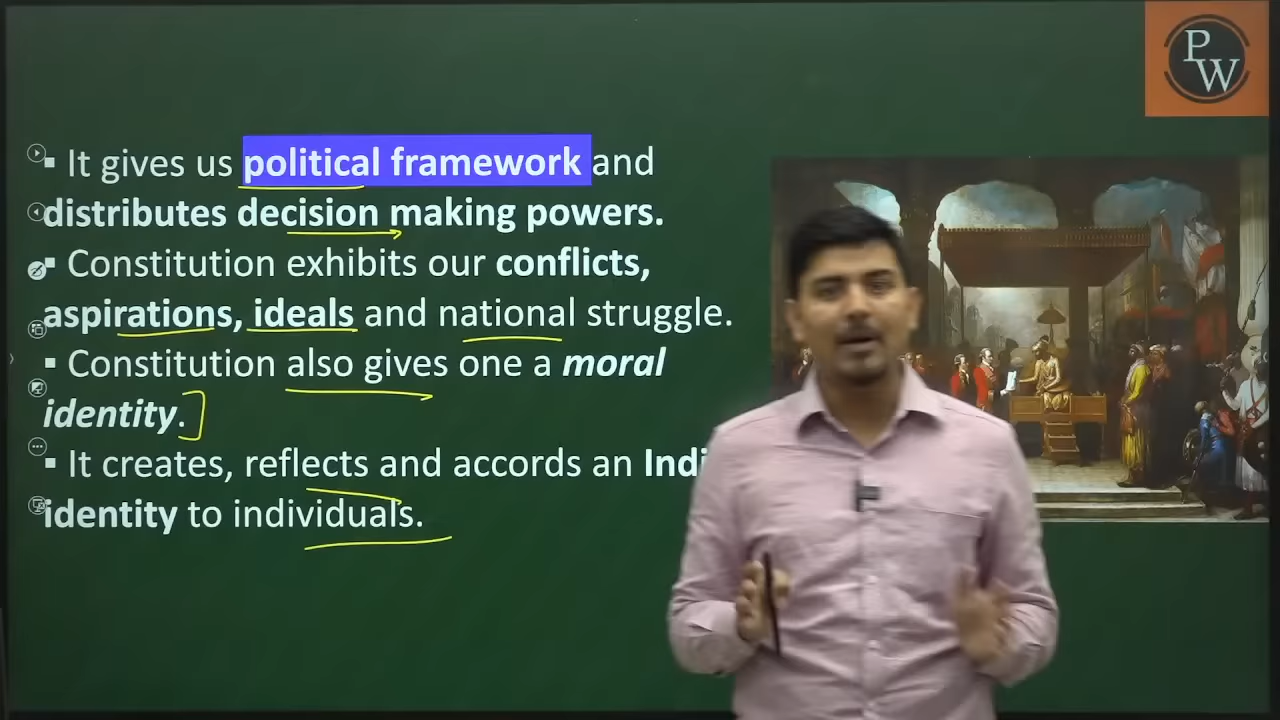 P
W
▪ It gives us political framework and
distributes decision making powers.
▪ Constitution exhibits our conflicts,
aspirations, ideals and national struggle.
▪ Constitution also gives one a moral
identity.
▪ It creates, reflects and accords an Indi
identity to individuals.